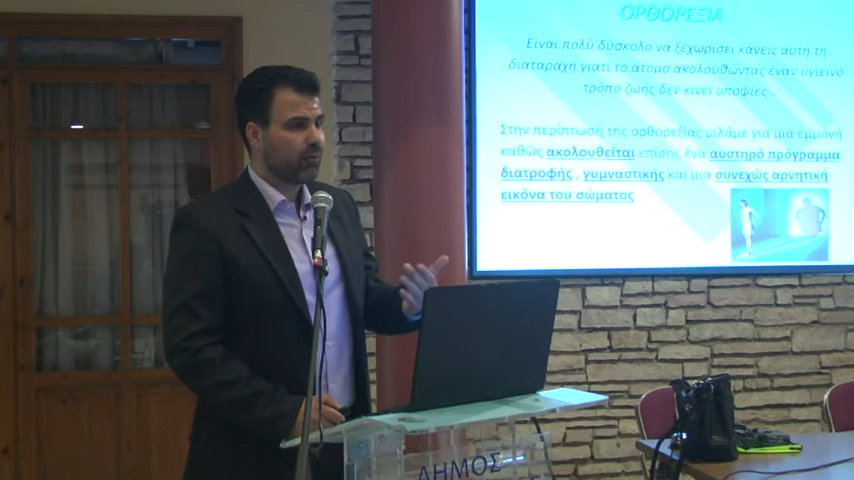 ΟΡΘΟΡΕΞΙΑ
Είναι πολύ δύσκολο να ξεχωρίσει κανείς αυτή τη
διαταραχή γιατί το άτομο ακολουθώντας έναν υγιεινό
τρόπο ζωής δεν κινεί υποψίες .
Στην περίπτωση της ορθορεξίας μιλάμε για μια εμμονή
καθώς ακολουθείται επίσης ένα αυστηρό πρόγραμμα
διατροφής , γυμναστικής και μια συνεχώς αρνητική
εικόνα του σώματος
ΔΗΜΟΣ